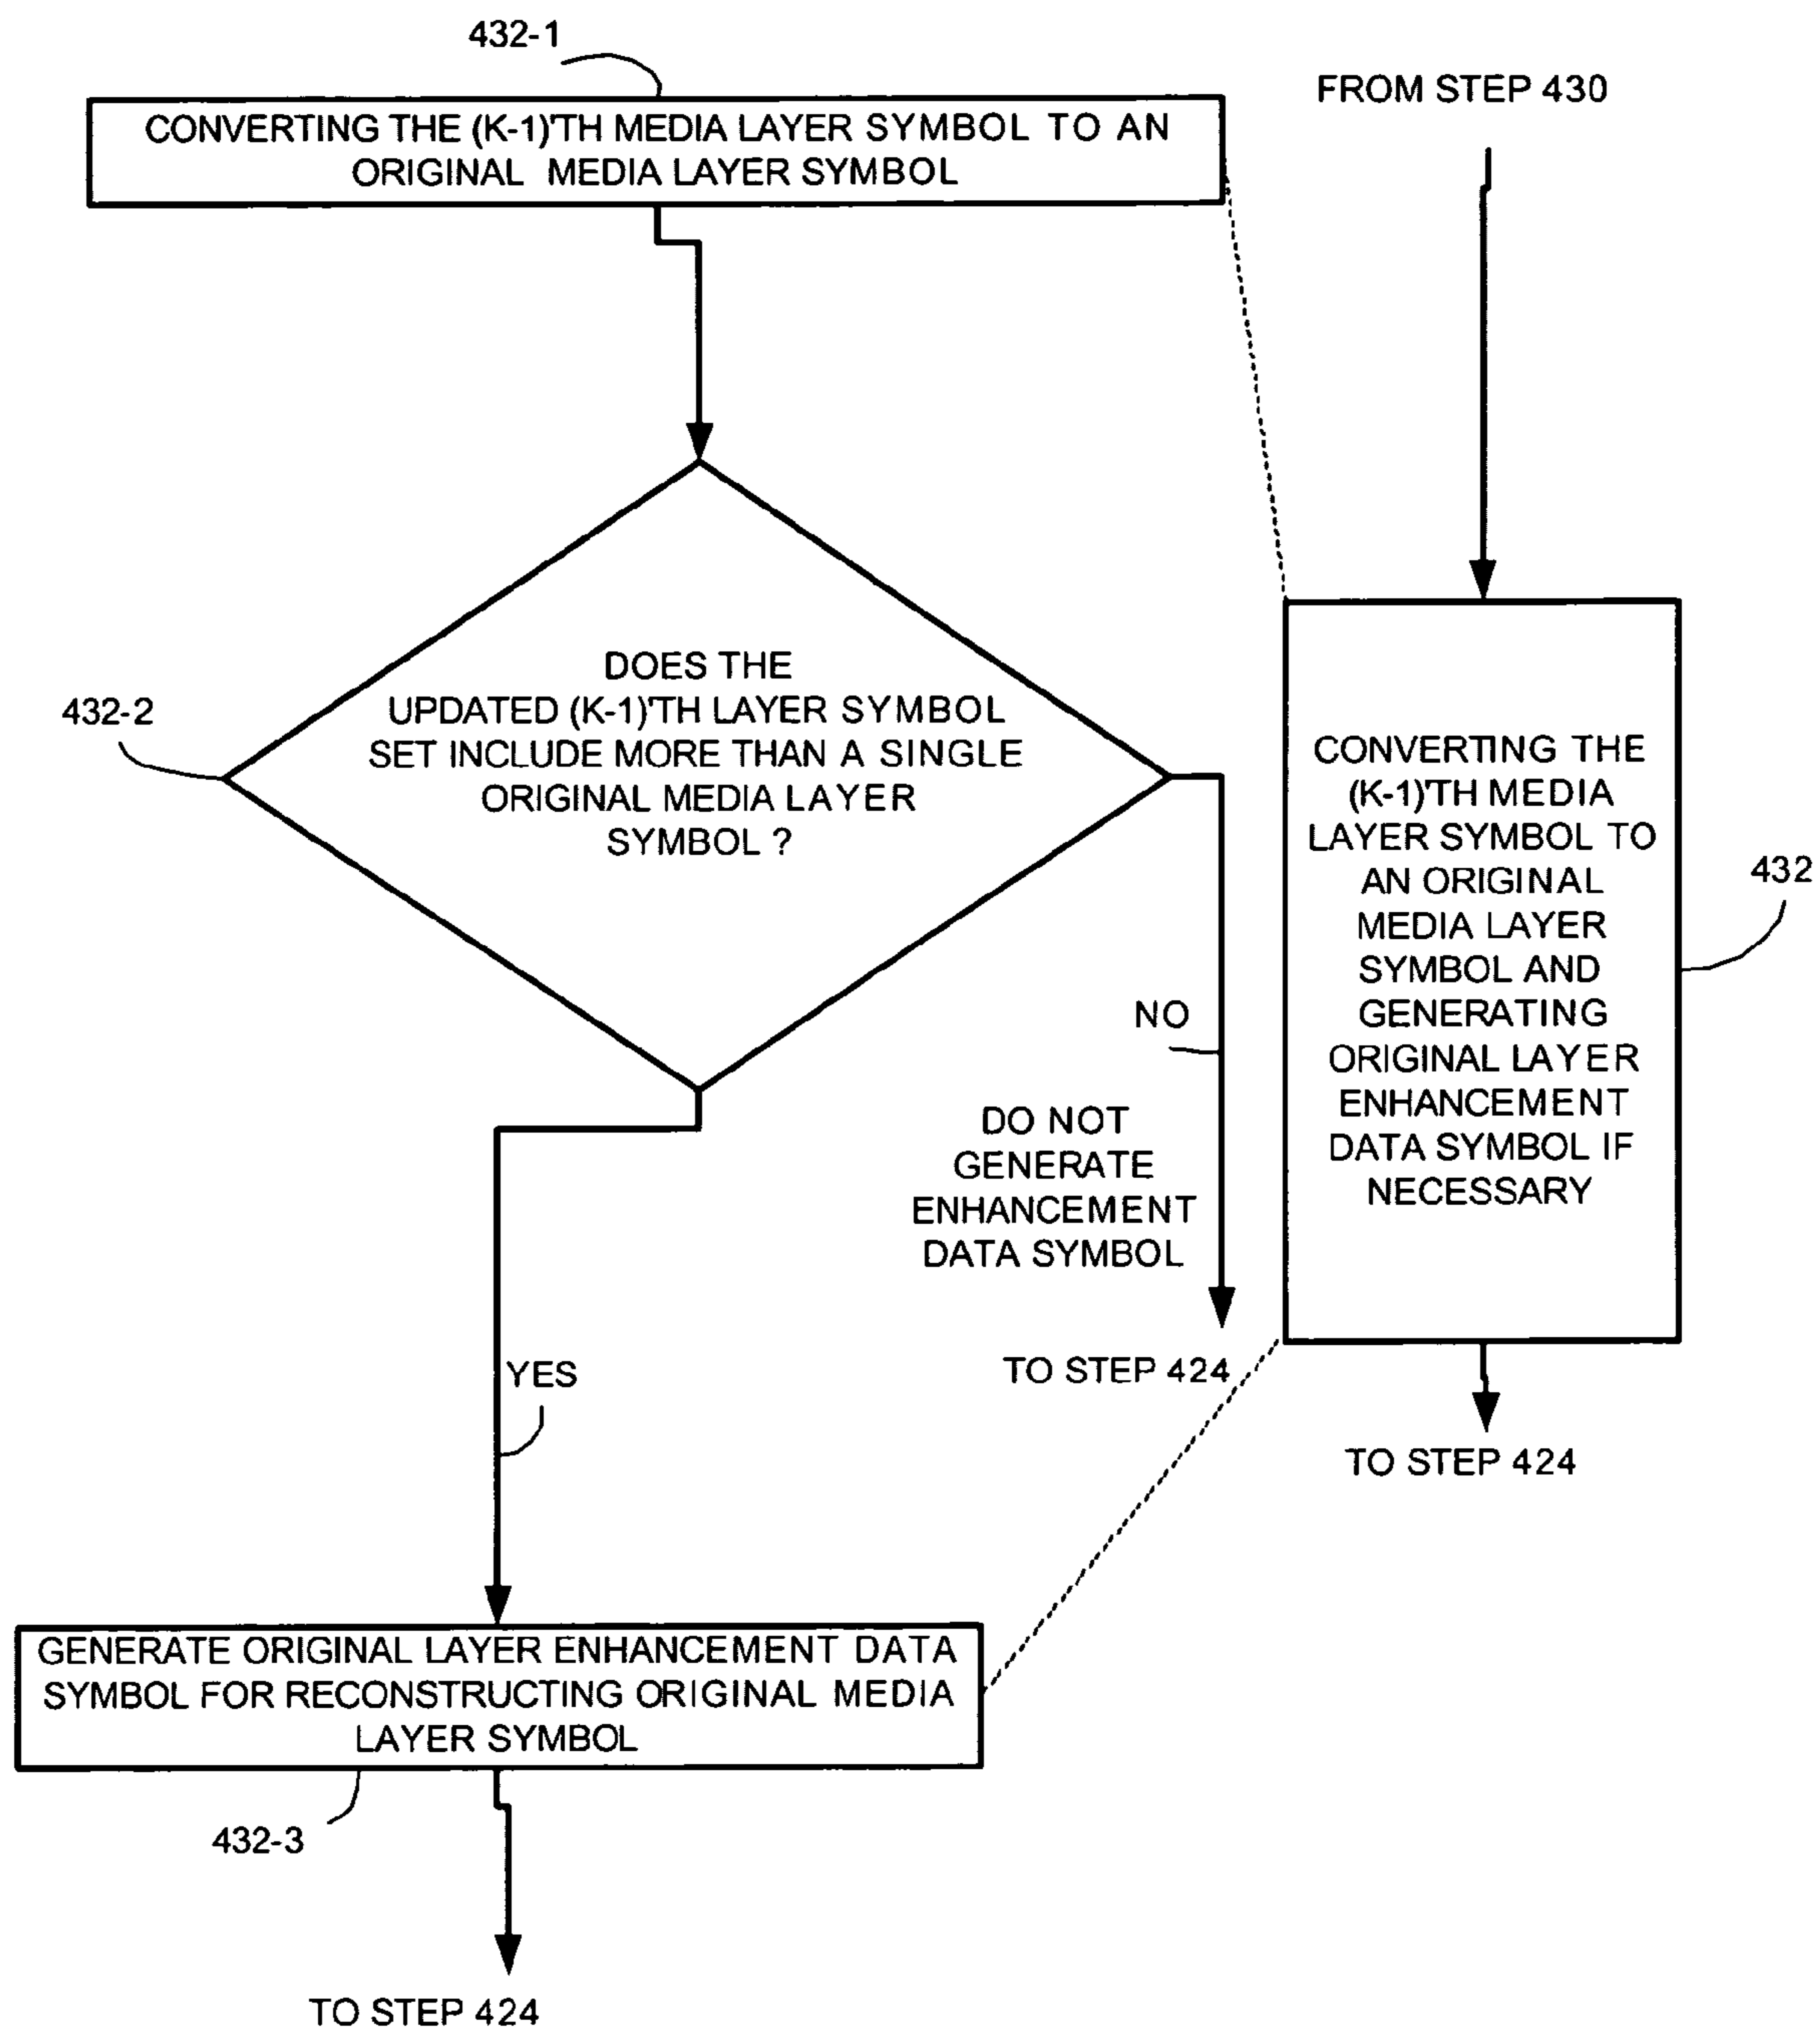 432-1
CONVERTING THE (K-1)'TH MEDIA LAYER SYMBOL TO AN
ORIGINAL MEDIA LAYER SYMBOL
FROM STEP 430
432-2
DOES THE
UPDATED (K-1)'TH LAYER SYMBOL
SET INCLUDE MORE THAN A SINGLE
ORIGINAL MEDIA LAYER
SYMBOL ?
NO
DO NOT
GENERATE
ENHANCEMENT
DATA SYMBOL
TO STEP 424
YES
GENERATE ORIGINAL LAYER ENHANCEMENT DATA
SYMBOL FOR RECONSTRUCTING ORIGINAL MEDIA
LAYER SYMBOL
432-3
TO STEP 424
CONVERTING THE
(K-1)'TH MEDIA
LAYER SYMBOL TO
AN ORIGINAL
MEDIA LAYER
SYMBOL AND
GENERATING
ORIGINAL LAYER
ENHANCEMENT
DATA SYMBOL IF
NECESSARY
432
TO STEP 424